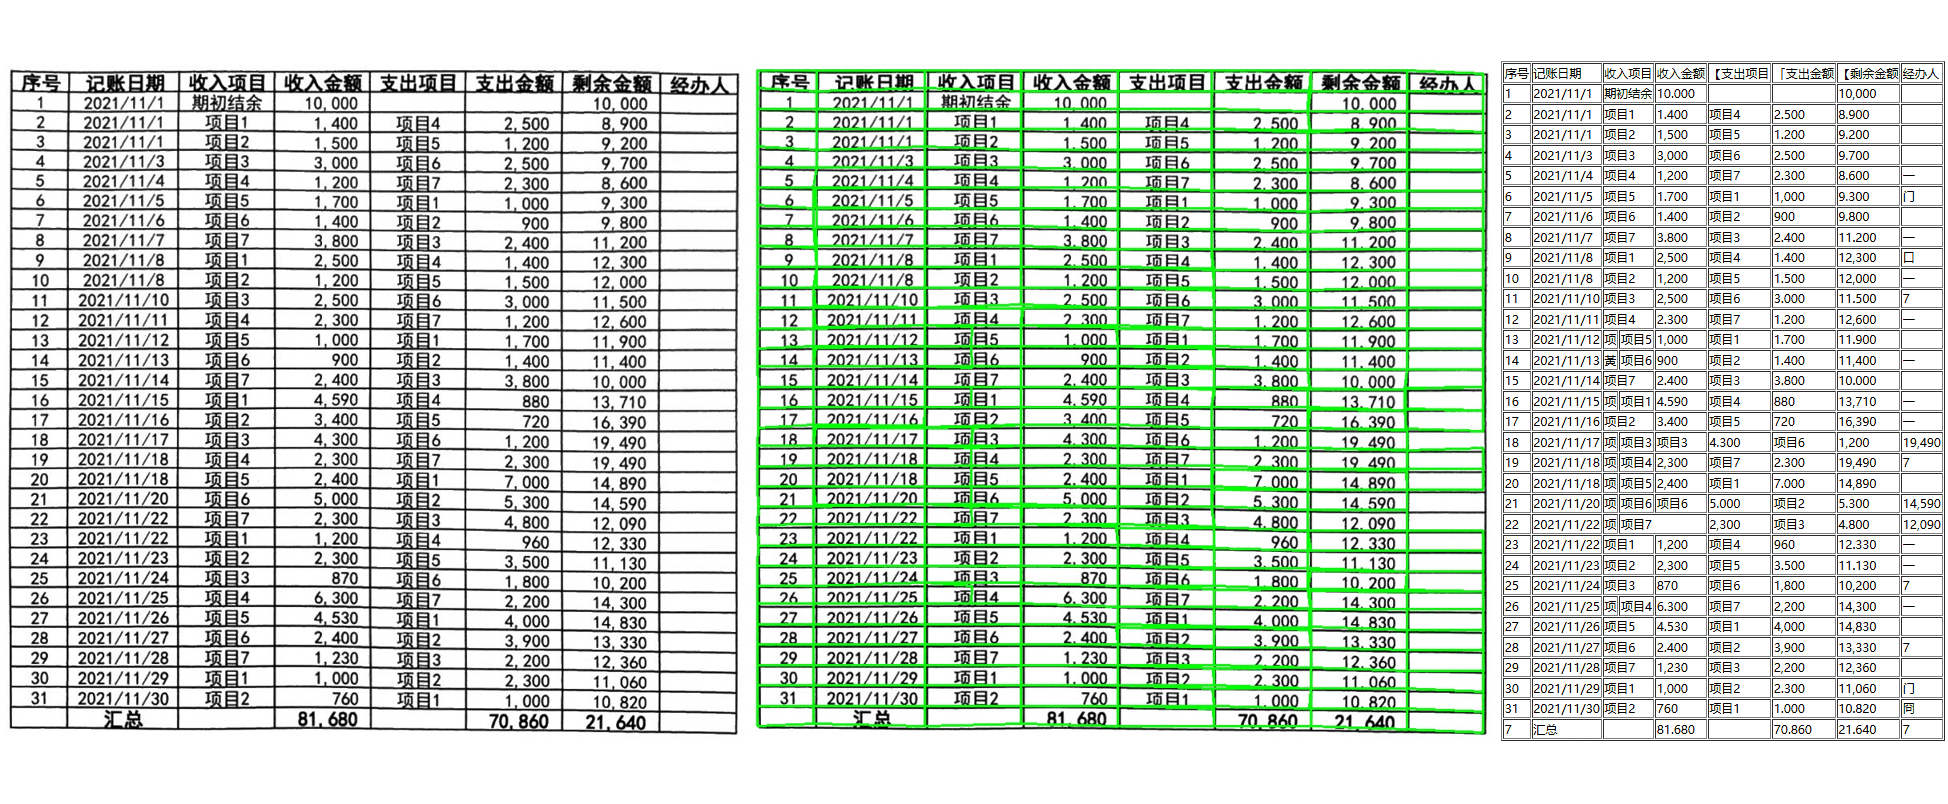 序号 记账日期 收入项目 收入金额 支出项目 支出金额 剩余金额 经办人
1 2021/11/1 期初结余 10,000 10,000
2 2021/11/1 项目1 1,400 项目4 2,500 8,900
3 2021/11/1 项目2 1,500 项目5 1,200 9,200
4 2021/11/3 项目3 3,000 项目6 2,500 9,700
5 2021/11/4 项目4 1,200 项目7 2,300 8,600
6 2021/11/5 项目5 1,700 项目1 1,000 9,300
7 2021/11/6 项目6 1,400 项目2 900 9,800
8 2021/11/7 项目7 3,800 项目3 2,400 11,200
9 2021/11/8 项目1 2,500 项目4 1,400 12,300
10 2021/11/8 项目2 1,200 项目5 1,500 12,000
11 2021/11/10 项目3 2,500 项目6 3,000 11,500
12 2021/11/11 项目4 2,300 项目7 1,200 12,600
13 2021/11/12 项目5 1,000 项目1 1,700 11,900
14 2021/11/13 项目6 900 项目2 1,400 11,400
15 2021/11/14 项目7 2,400 项目3 3,800 10,000
16 2021/11/15 项目1 4,590 项目4 880 13,710
17 2021/11/16 项目2 3,400 项目5 720 16,390
18 2021/11/17 项目3 4,300 项目6 1,200 19,490
19 2021/11/18 项目4 2,300 项目7 2,300 19,490
20 2021/11/18 项目5 2,400 项目1 7,000 14,890
21 2021/11/20 项目6 5,000 项目2 5,300 14,590
22 2021/11/22 项目7 2,300 项目3 4,800 12,090
23 2021/11/22 项目1 1,200 项目4 960 12,330
24 2021/11/23 项目2 2,300 项目5 3,500 11,130
25 2021/11/24 项目3 870 项目6 1,800 10,200
26 2021/11/25 项目4 6,300 项目7 2,200 14,300
27 2021/11/26 项目5 4,530 项目1 4,000 14,830
28 2021/11/27 项目6 2,400 项目2 3,900 13,330
29 2021/11/28 项目7 1,230 项目3 2,200 12,360
30 2021/11/29 项目1 1,000 项目2 2,300 11,060
31 2021/11/30 项目2 760 项目1 1,000 10,820
汇总 81,680 70,860 21,640
序号 记账日期 收入项目 收入金额 支出项目 支出金额 剩余金额 经办人
1 2021/11/1 期初结余 10,000 10,000
2 2021/11/1 项目1 1,400 项目4 2,500 8,900
3 2021/11/1 项目2 1,500 项目5 1,200 9,200
4 2021/11/3 项目3 3,000 项目6 2,500 9,700
5 2021/11/4 项目4 1,200 项目7 2,300 8,600
6 2021/11/5 项目5 1,700 项目1 1,000 9,300
7 2021/11/6 项目6 1,400 项目2 900 9,800
8 2021/11/7 项目7 3,800 项目3 2,400 11,200
9 2021/11/8 项目1 2,500 项目4 1,400 12,300
10 2021/11/8 项目2 1,200 项目5 1,500 12,000
11 2021/11/10 项目3 2,500 项目6 3,000 11,500
12 2021/11/11 项目4 2,300 项目7 1,200 12,600
13 2021/11/12 项目5 1,000 项目1 1,700 11,900
14 2021/11/13 项目6 900 项目2 1,400 11,400
15 2021/11/14 项目7 2,400 项目3 3,800 10,000
16 2021/11/15 项目1 4,590 项目4 880 13,710
17 2021/11/16 项目2 3,400 项目5 720 16,390
18 2021/11/17 项目3 4,300 项目6 1,200 19,490
19 2021/11/18 项目4 2,300 项目7 2,300 19,490
20 2021/11/18 项目5 2,400 项目1 7,000 14,890
21 2021/11/20 项目6 5,000 项目2 5,300 14,590
22 2021/11/22 项目7 2,300 项目3 4,800 12,090
23 2021/11/22 项目1 1,200 项目4 960 12,330
24 2021/11/23 项目2 2,300 项目5 3,500 11,130
25 2021/11/24 项目3 870 项目6 1,800 10,200
26 2021/11/25 项目4 6,300 项目7 2,200 14,300
27 2021/11/26 项目5 4,530 项目1 4,000 14,830
28 2021/11/27 项目6 2,400 项目2 3,900 13,330
29 2021/11/28 项目7 1,230 项目3 2,200 12,360
30 2021/11/29 项目1 1,000 项目2 2,300 11,060
31 2021/11/30 项目2 760 项目1 1,000 10,820
汇总 81,680 70,860 21,640
序号 记账日期 收入项目 收入金额 【支出项目 「支出金额 【剩余金额 经办人
1 2021/11/1 期初结余 10.000 10,000
2 2021/11/1 项目1 1.400 项目4 2.500 8.900
3 2021/11/1 项目2 1,500 项目5 1.200 9.200
4 2021/11/3 项目3 3,000 项目6 2.500 9.700
5 2021/11/4 项目4 1,200 项目7 2.300 8.600 一
6 2021/11/5 项目5 1.700 项目1 1,000 9.300 门
7 2021/11/6 项目6 1.400 项目2 900 9.800
8 2021/11/7 项目7 3.800 项目3 2.400 11.200 一
9 2021/11/8 项目1 2,500 项目4 1.400 12,300 口
10 2021/11/8 项目2 1,200 项目5 1.500 12,000 一
11 2021/11/10 项目3 2,500 项目6 3.000 11.500 7
12 2021/11/11 项目4 2.300 项目7 1.200 12,600 一
13 2021/11/12 项 项目5 1,000 项目1 1.700 11.900
14 2021/11/13 黃 项目6 900 项目2 1.400 11,400 一
15 2021/11/14 项目7 2.400 项目3 3.800 10.000
16 2021/11/15 项 项目1 4.590 项目4 880 13,710 一
17 2021/11/16 项目2 3.400 项目5 720 16,390 一
18 2021/11/17 项 项目3 项目3 4.300 项目6 1,200 19,490
19 2021/11/18 项 项目4 2,300 项目7 2.300 19,490 7
20 2021/11/18 项 项目5 2,400 项目1 7.000 14,890
21 2021/11/20 项 项目6 项目6 5.000 项目2 5.300 14,590
22 2021/11/22 项 项目7 2,300 项目3 4.800 12,090
23 2021/11/22 项目1 1,200 项目4 960 12.330 一
24 2021/11/23 项目2 2,300 项目5 3.500 11.130 一
25 2021/11/24 项目3 870 项目6 1,800 10,200 7
26 2021/11/25 项 项目4 6.300 项目7 2,200 14,300 一
27 2021/11/26 项目5 4.530 项目1 4,000 14,830
28 2021/11/27 项目6 2.400 项目2 3,900 13,330 7
29 2021/11/28 项目7 1,230 项目3 2,200 12,360
30 2021/11/29 项目1 1,000 项目2 2.300 11,060 门
31 2021/11/30 项目2 760 项目1 1.000 10.820 冏
7 汇总 81.680 70.860 21.640 7